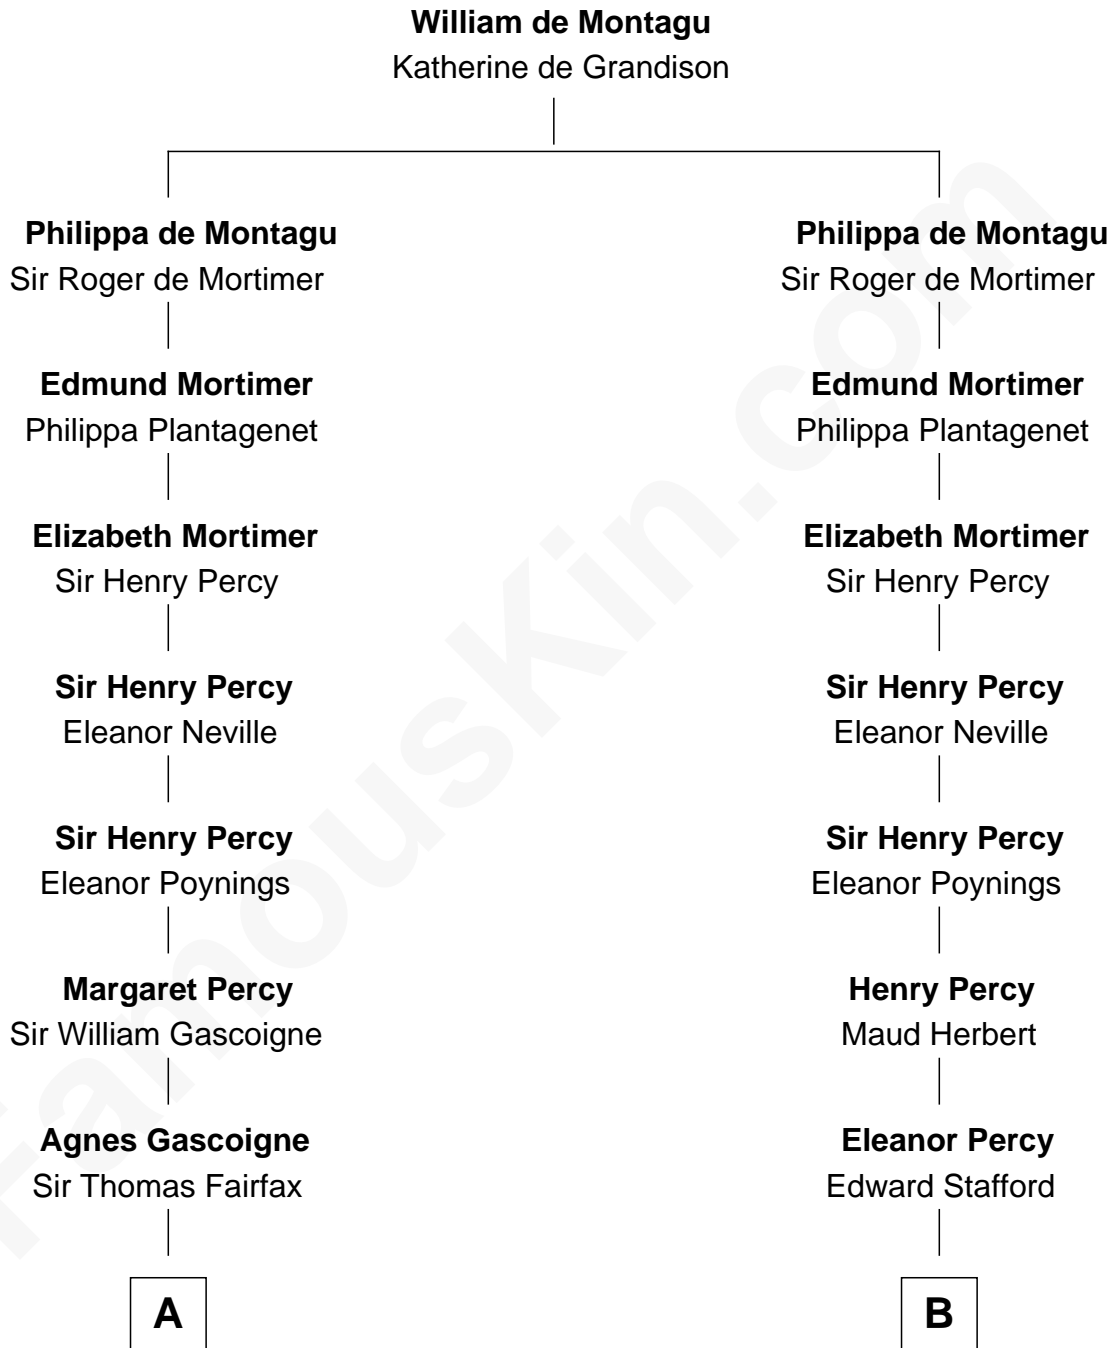 William de Montagu
Katherine de Grandison
Philippa de Montagu
Sir Roger de Mortimer
Philippa de Montagu
Sir Roger de Mortimer
Edmund Mortimer
Philippa Plantagenet
Edmund Mortimer
Philippa Plantagenet
Elizabeth Mortimer
Sir Henry Percy
Elizabeth Mortimer
Sir Henry Percy
Sir Henry Percy
Eleanor Neville
Sir Henry Percy
Eleanor Neville
Sir Henry Percy
Eleanor Poynings
Sir Henry Percy
Eleanor Poynings
Margaret Percy
Sir William Gascoigne
Henry Percy
Maud Herbert
Agnes Gascoigne
Sir Thomas Fairfax
Eleanor Percy
Edward Stafford
A
B
FamousKin.com